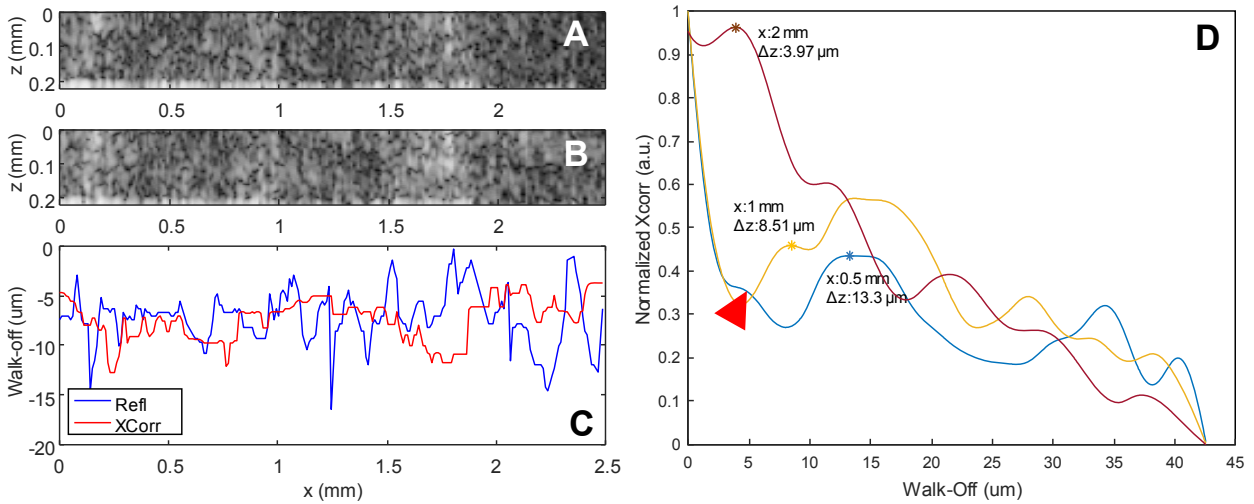 A
z (mm)
0
0.1
0.2
0 0.5 1 1.5 2
B
z (mm)
0
0.1
0.2
0 0.5 1 1.5 2
C
Walk-off (um)
0
-5
-10
-15
-20
Refl
XCorr
0 0.5 1 1.5 2 2.5
x (mm)
D
Normalized Xcorr (a.u.)
1
0.9
0.8
0.7
0.6
0.5
0.4
0.3
0.2
0.1
0
x:2 mm
Δz:3.97 µm
x:1 mm
Δz:8.51 µm
x:0.5 mm
Δz:13.3 µm
0 5 10 15 20 25 30 35 40 45
Walk-Off (um)